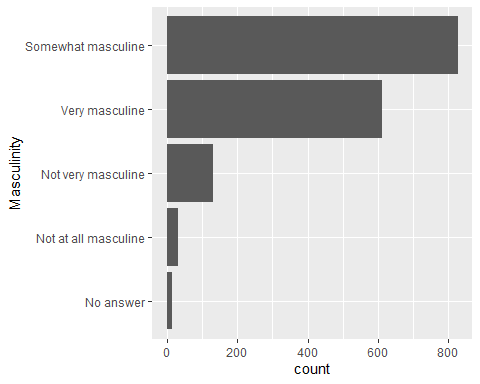 Somewhat masculine
Very masculine
Not very masculine
Not at all masculine
No answer
Masculinity
0 200 400 600 800
count